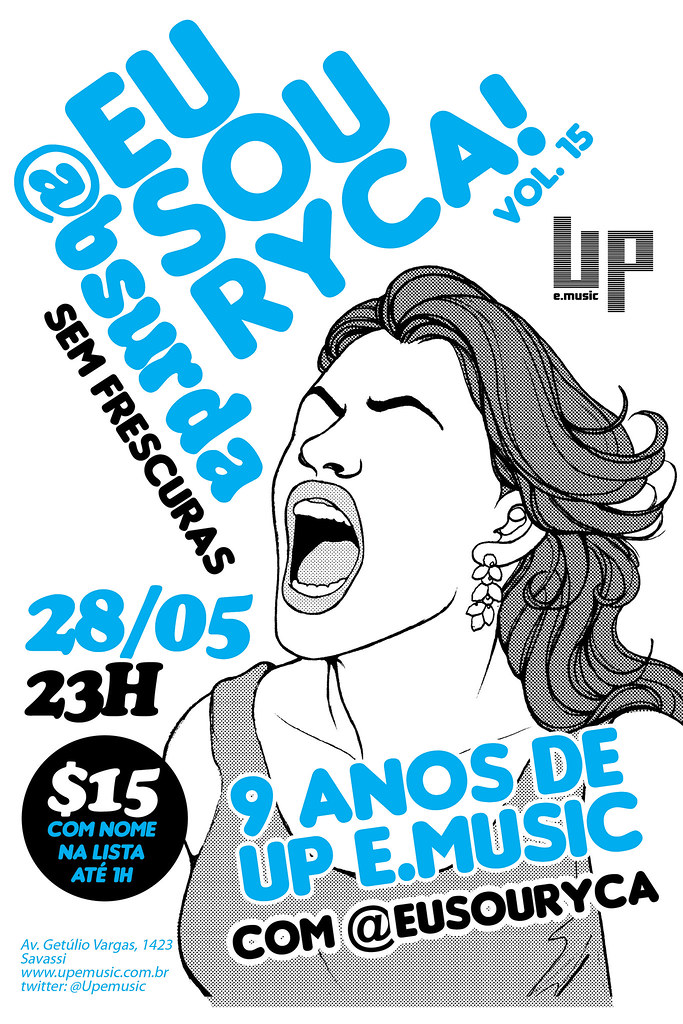 EU
SOU
RYCA!
VOL. 15
@bsurda
SEM FRESCURAS
UP
e.music
28/05
23H
$15
COM NOME
NA LISTA
ATÉ 1H
9 ANOS DE
UP E.MUSIC
COM @EUSOURYCA
Av. Getúlio Vargas, 1423
Savassi
www.upemusic.com.br
twitter: @Upemusic